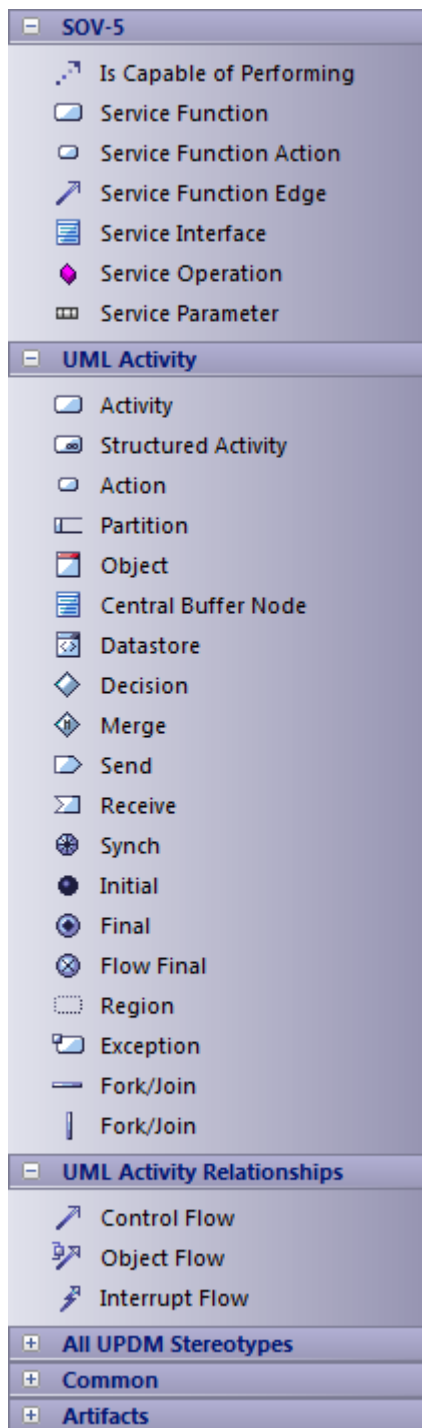 SOV-5
Is Capable of Performing
Service Function
Service Function Action
Service Function Edge
Service Interface
Service Operation
Service Parameter
UML Activity
Activity
Structured Activity
Action
Partition
Object
Central Buffer Node
Datastore
Decision
Merge
Send
Receive
Synch
Initial
Final
Flow Final
Region
Exception
Fork/Join
Fork/Join
UML Activity Relationships
Control Flow
Object Flow
Interrupt Flow
All UPDM Stereotypes
Common
Artifacts